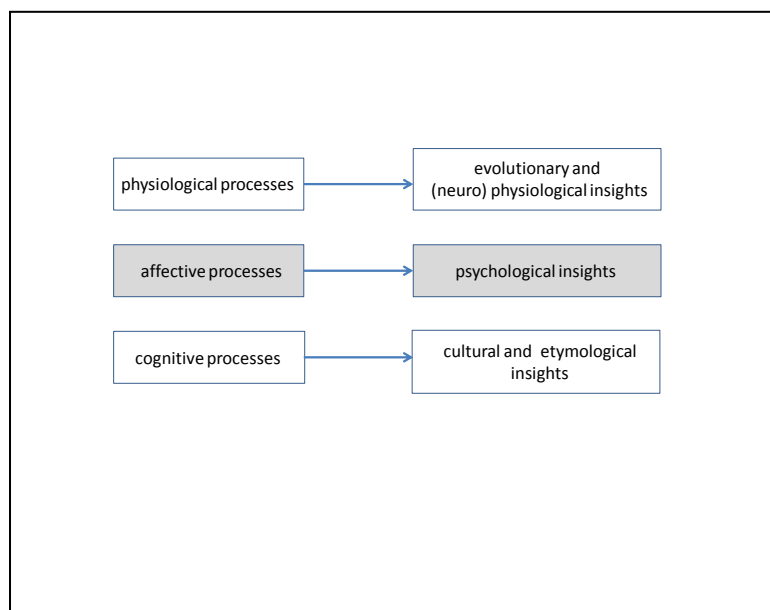 physiological processes
evolutionary and
(neuro) physiological insights
affective processes
psychological insights
cognitive processes
cultural and etymological
insights